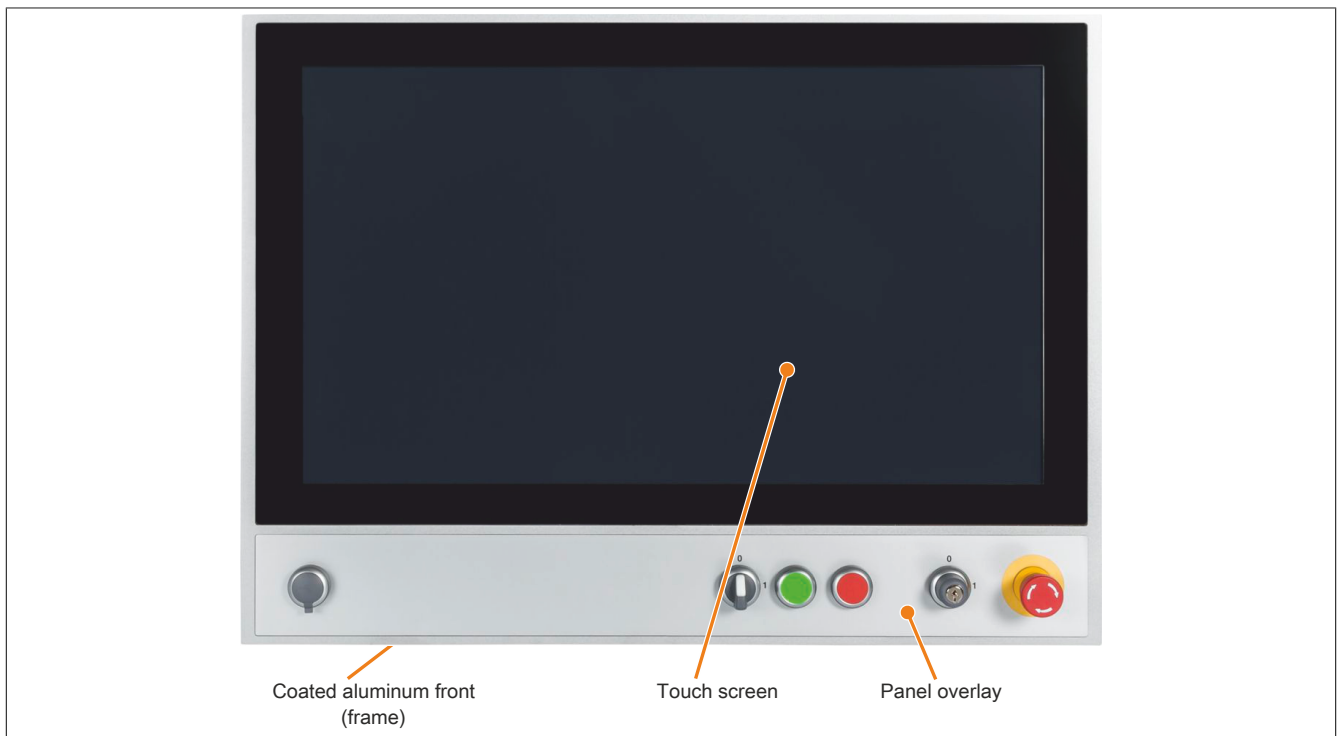 0
1
0
1
Coated aluminum front
(frame)
Touch screen
Panel overlay